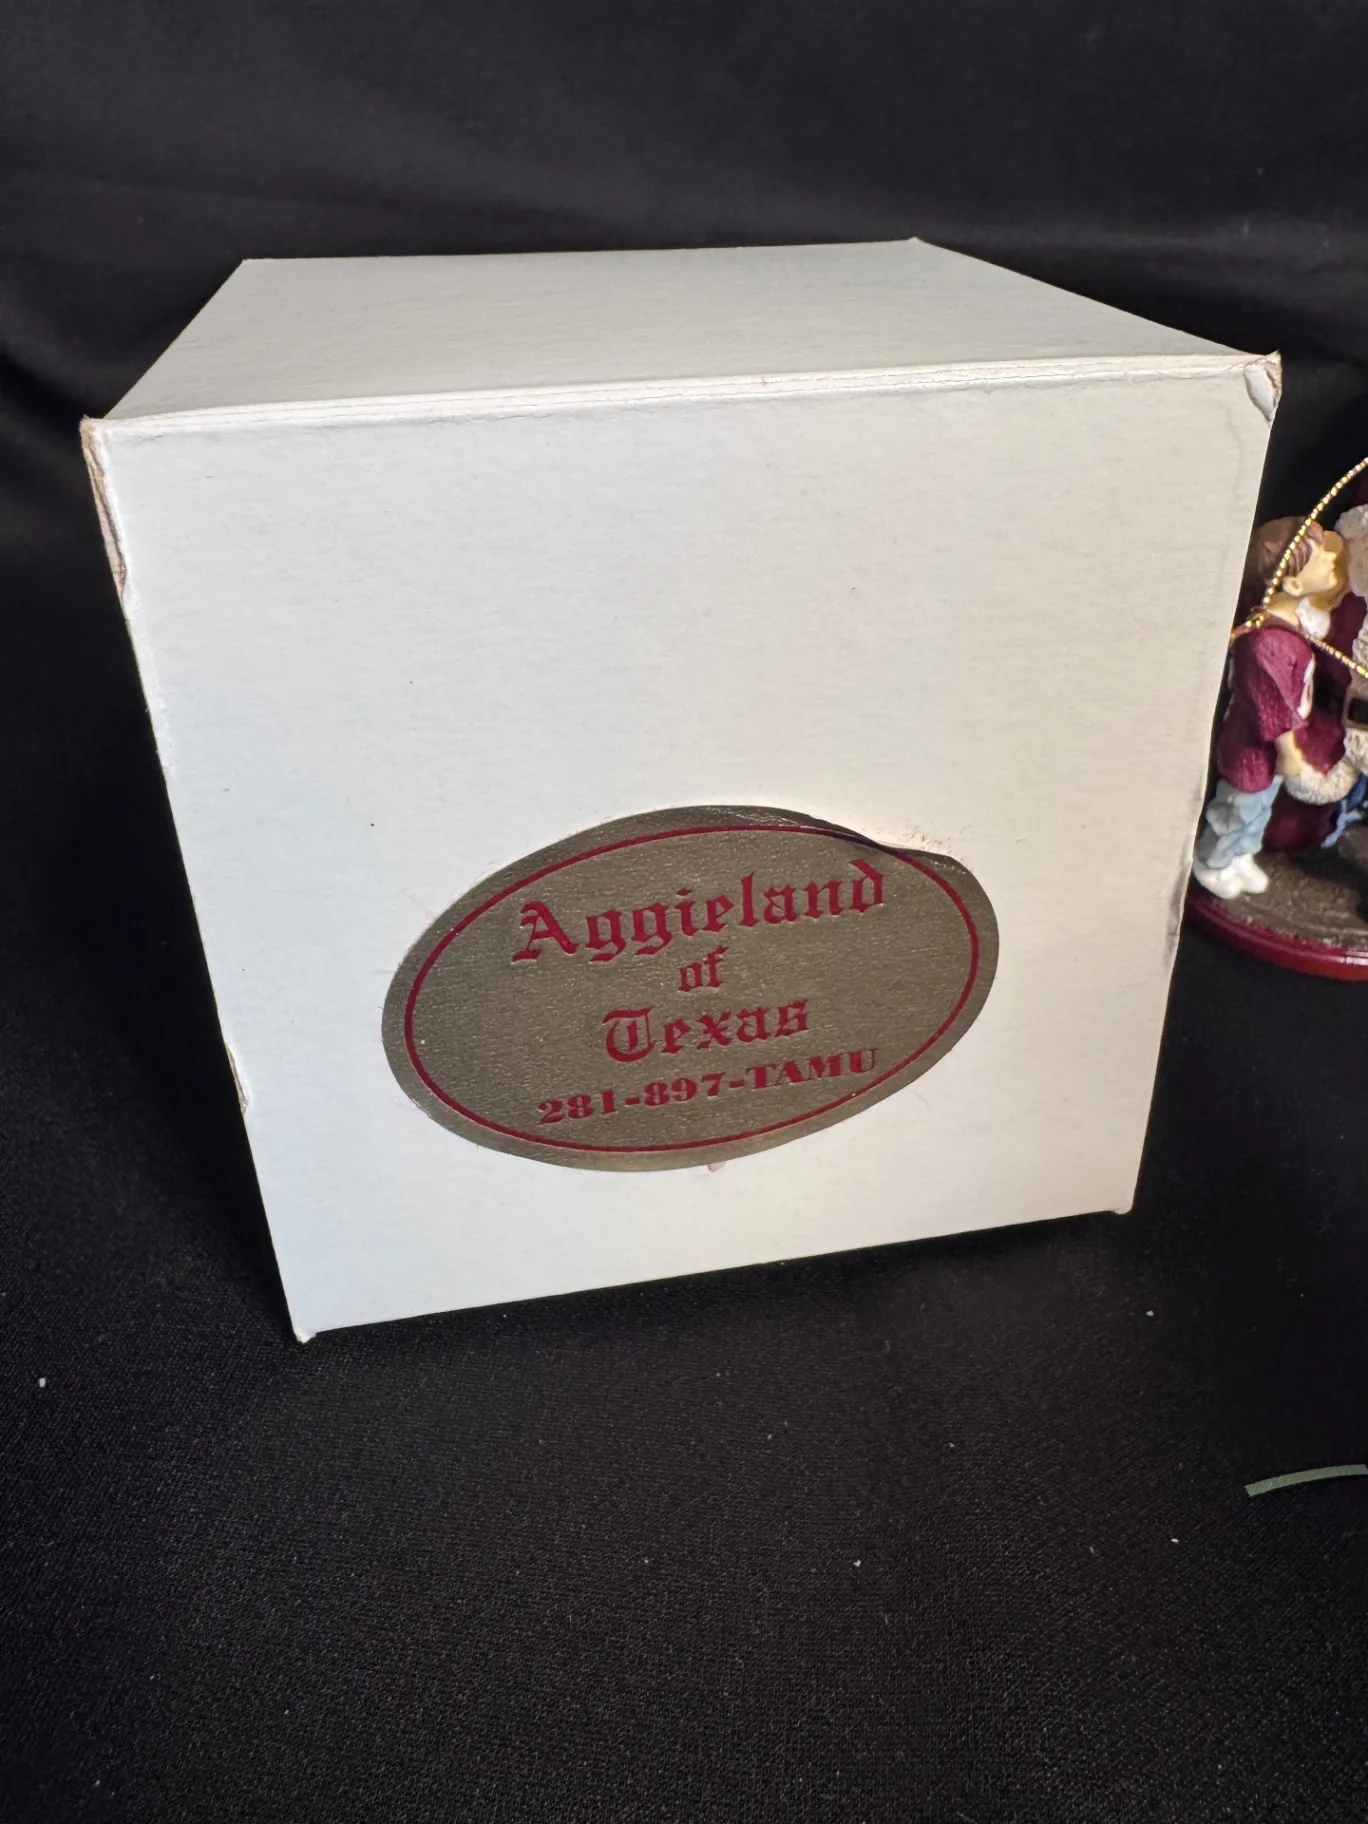 Aggieland
of
Texas
281-897-TAMU